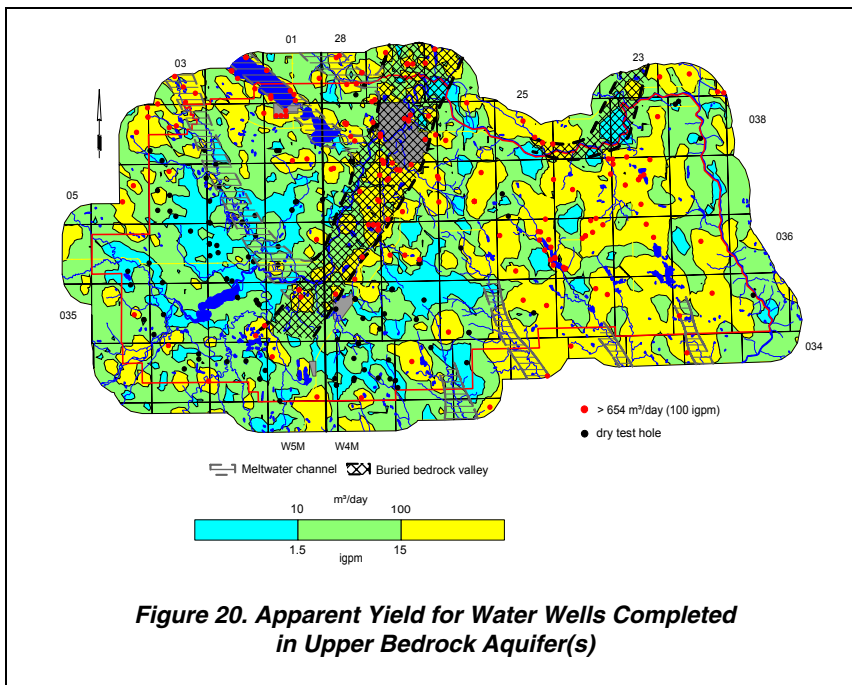 01
28
03
23
25
038
05
036
035
034
> 654 m³/day (100 igpm)
dry test hole
W5M W4M
Meltwater channel Buried bedrock valley
m³/day
10 100
1.5 15
igpm
Figure 20. Apparent Yield for Water Wells Completed
in Upper Bedrock Aquifer(s)